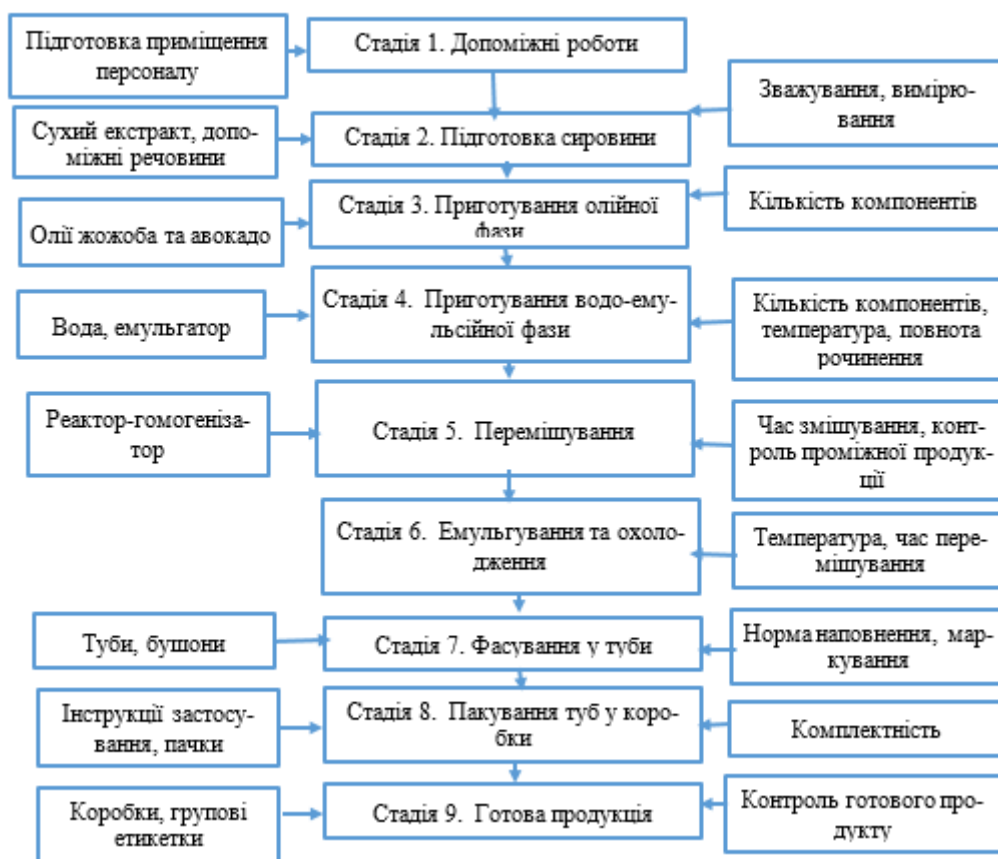 Підготовка приміщення
персоналу
Стадія 1. Допоміжні роботи
Зважування, вимірю-
вання
Сухий екстракт, допо-
міжні речовини
Стадія 2. Підготовка сировини
Олії жожоба та авокадо
Стадія 3. Приготування олійної
фази
Кількість компонентів
Вода, емульгатор
Стадія 4. Приготування водо-ему-
льсійної фази
Кількість компонентів,
температура, повнота
рочинення
Реактор-гомогеніза-
тор
Стадія 5. Перемішування
Час змішування, конт-
роль проміжної продук-
ції
Стадія 6. Емульгування та охоло-
дження
Температура, час пере-
мішування
Туби, бушони
Стадія 7. Фасування у туби
Норма наповнення, мар-
кування
Інструкції застосу-
вання, пачки
Стадія 8. Пакування туб у коро-
бки
Комплектність
Коробки, групові
етикетки
Стадія 9. Готова продукція
Контроль готового про-
дукту